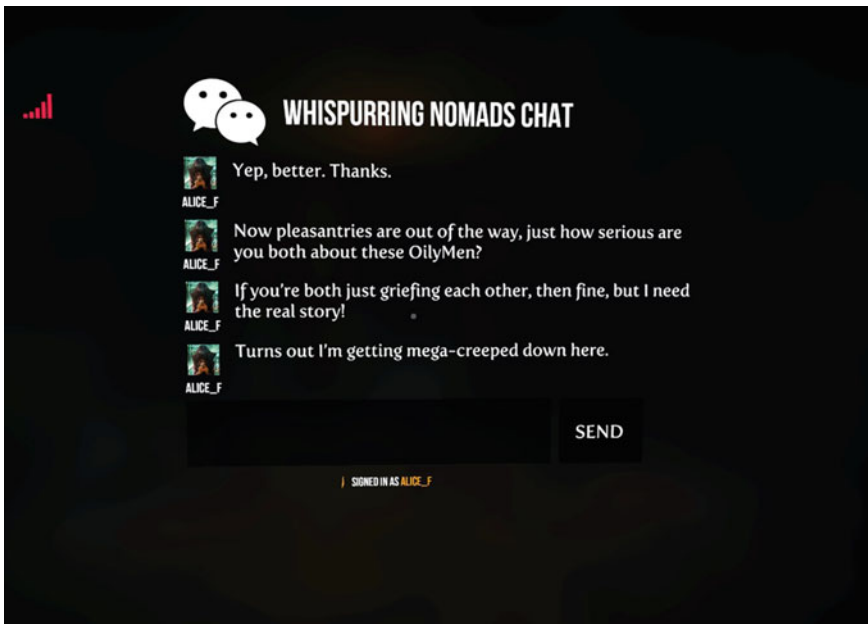 WHISPURRING NOMADS CHAT
Yep, better. Thanks.
ALICE_F
Now pleasantries are out of the way, just how serious are
you both about these OilyMen?
ALICE_F
If you're both just griefing each other, then fine, but I need
the real story!
ALICE_F
Turns out I'm getting mega-creeped down here.
ALICE_F
SEND
SIGNED IN AS ALICE_F